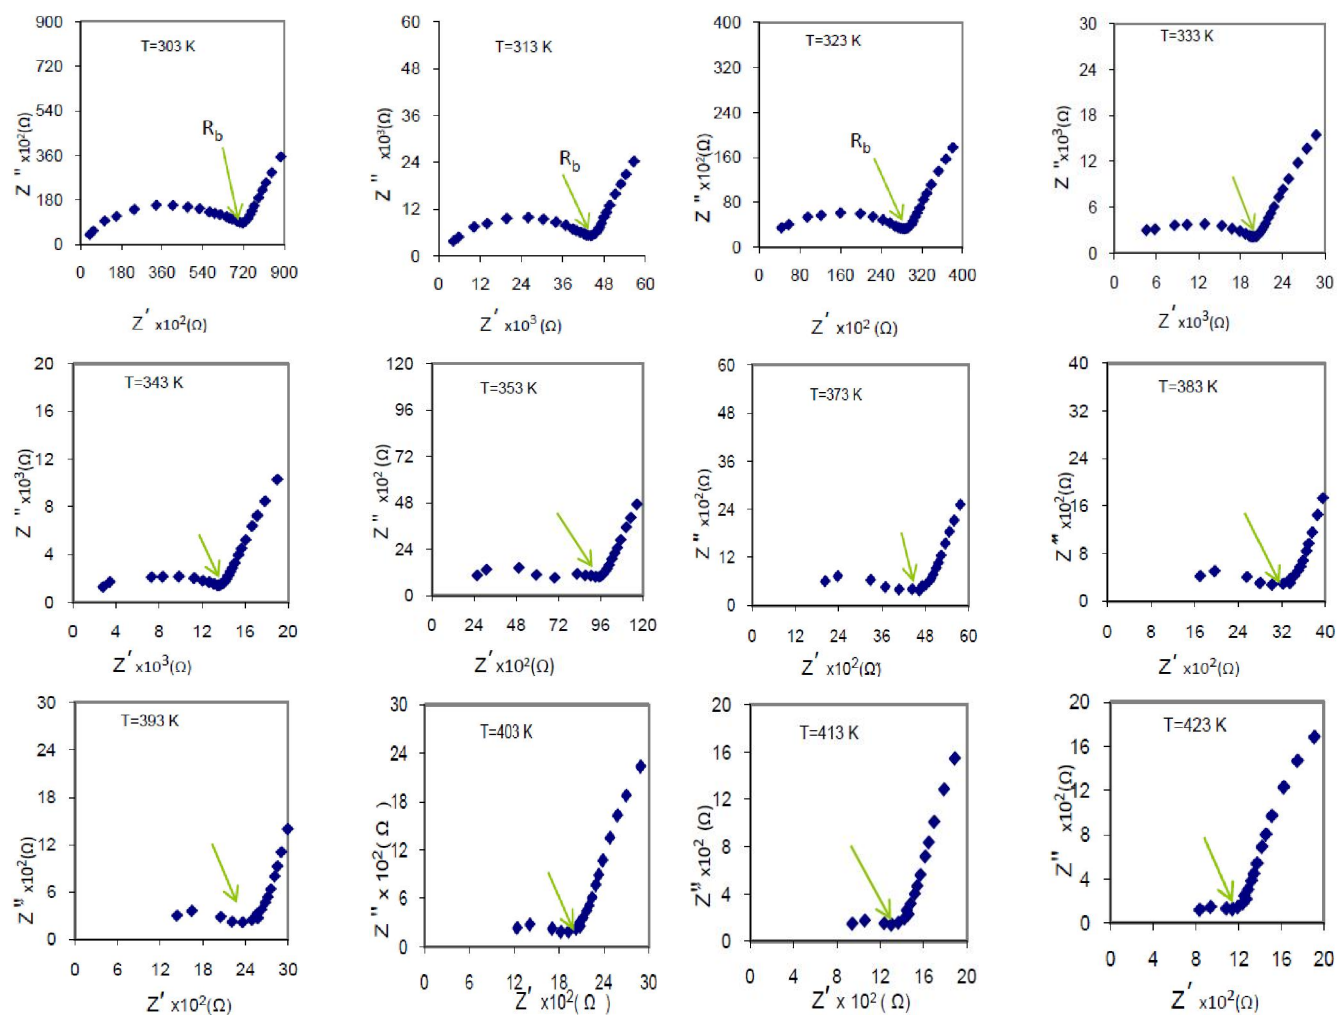 T=303 K
900
720
540
360
180
0
Z '' x10²(Ω)
R_b
0 180 360 540 720 900
Z' x10²(Ω)
T=313 K
60
48
36
24
12
0
Z '' x10³(Ω)
R_b
0 12 24 36 48 60
Z' x10³(Ω)
T=323 K
400
320
240
160
80
0
Z '' x10²(Ω)
R_b
0 80 160 240 320 400
Z' x10²(Ω)
T=333 K
30
24
18
12
6
0
Z '' x10³(Ω)
0 6 12 18 24 30
Z' x10³(Ω)
T=343 K
20
16
12
8
4
0
Z '' x10³(Ω)
0 4 8 12 16 20
Z' x10³(Ω)
T=353 K
120
96
72
48
24
0
Z '' x10² (Ω)
0 24 48 72 96 120
Z' x10²(Ω)
T=373 K
60
48
36
24
12
0
Z '' x10²(Ω)
0 12 24 36 48 60
Z' x10²(Ω)
T=383 K
40
32
24
16
8
0
Z'' x10²(Ω)
0 8 16 24 32 40
Z' x10²(Ω)
T=393 K
30
24
18
12
6
0
Z'' x10²(Ω)
0 6 12 18 24 30
Z' x10²(Ω)
T=403 K
30
24
18
12
6
0
Z '' x 10²( Ω )
0 6 12 18 24 30
Z' x10²( Ω )
T=413 K
20
16
12
8
4
0
Z'' x10² (Ω)
0 4 8 12 16 20
Z' x 10² ( Ω)
T=423 K
20
16
12
8
4
0
Z'' x10²(Ω)
0 4 8 12 16 20
Z' x10²(Ω)